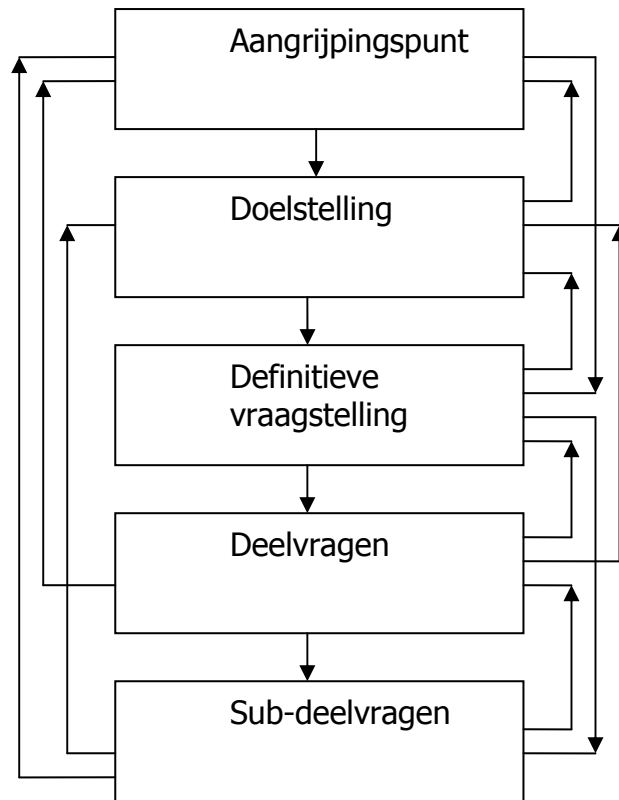 Aangrijpingspunt
Doelstelling
Definitieve
vraagstelling
Deelvragen
Sub-deelvragen